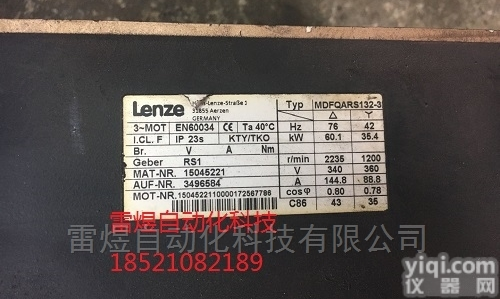 Lenze
Hans-Lenze-Straße 1
31855 Aerzen
GERMANY
Typ MDFQARS132-3
3~MOT EN60034 CE Ta 40°C Hz 76 42
I.CL. F IP 23s KTY/TKO kW 60.1 35.4
Br. V A Nm
Geber RS1 r/min 2235 1200
MAT-NR. 15045221 V 340 360
AUF-NR. 3496584 A 144.8 88.8
MOT-NR. 1504522110000172567786 cosφ 0.80 0.78
C86 43 35
雷煜自动化科技
雷煜自动化科技有限公司
18521082189
yiqi.com
仪器网